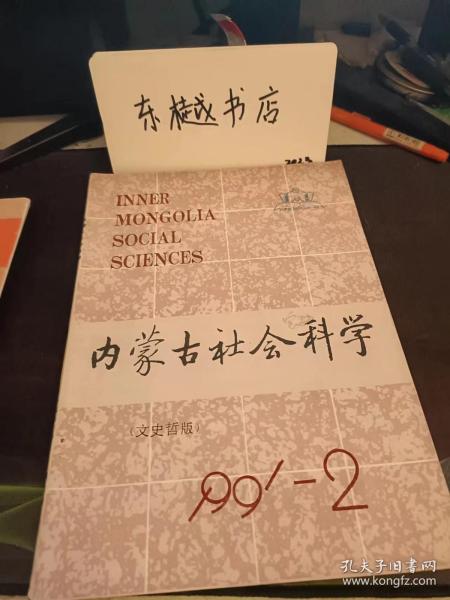 东樾书店
INNER
MONGOLIA
SOCIAL
SCIENCES
内蒙古社会科学
(文史哲版)
1991-2
孔夫子旧书网
www.kongfz.com